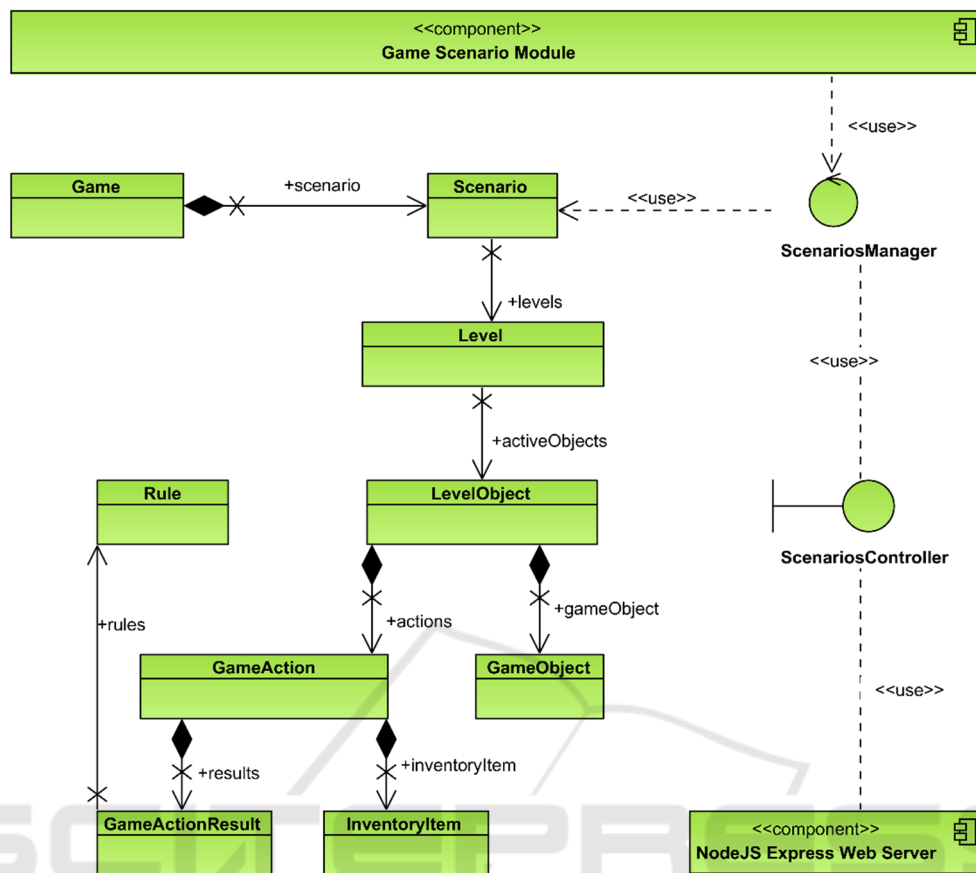 <<component>>
Game Scenario Module
<<use>>
Game
+scenario
Scenario
<<use>>
ScenariosManager
+levels
Level
<<use>>
+activeObjects
Rule
LevelObject
ScenariosController
+rules
+actions
+gameObject
GameAction
GameObject
<<use>>
+results
+inventoryItem
GameActionResult
InventoryItem
<<component>>
NodeJS Express Web Server
SCITEPRESS